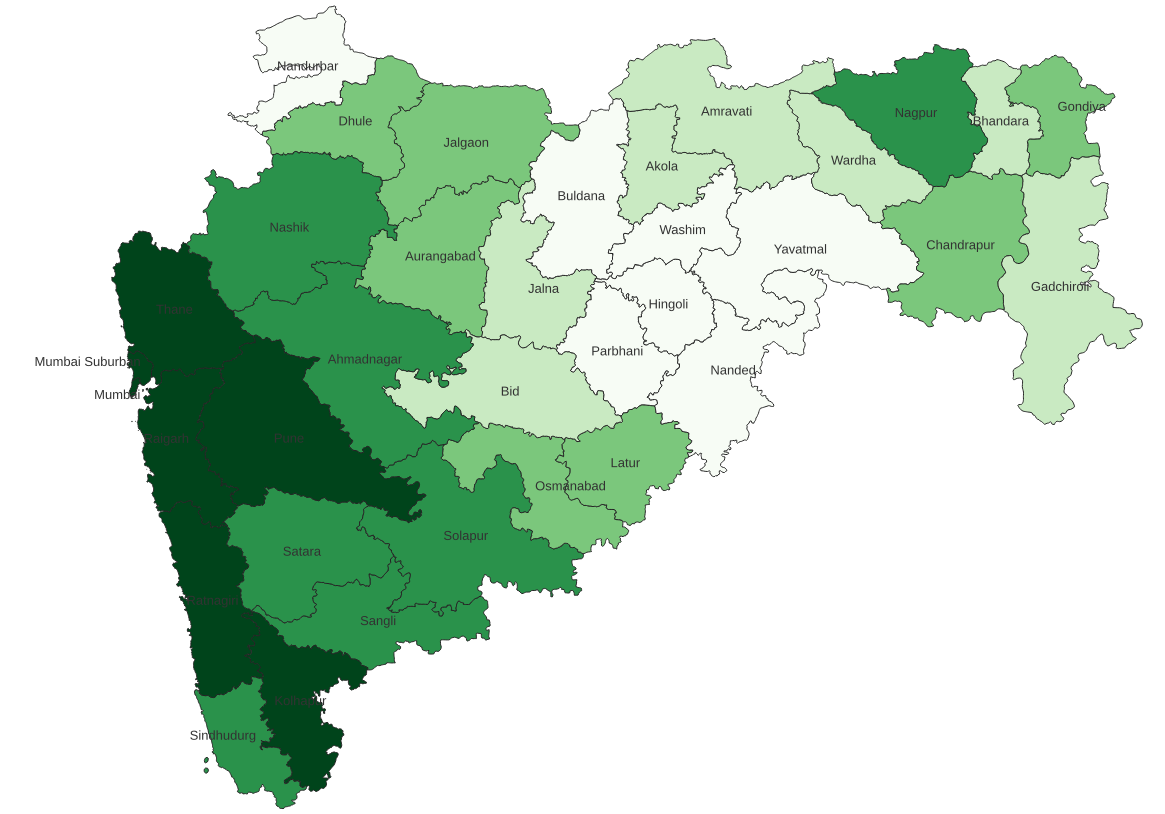 Nandurbar
Dhule
Jalgaon
Amravati
Nagpur
Bhandara
Gondiya
Akola
Wardha
Buldana
Nashik
Washim
Yavatmal
Chandrapur
Aurangabad
Jalna
Gadchiroli
Hingoli
Thane
Parbhani
Ahmadnagar
Mumbai Suburba
Nanded
Bid
Mumbai
Raigarh
Pune
Latur
Osmanabad
Solapur
Satara
Ratnagiri
Sangli
Kolhapur
Sindhudurg